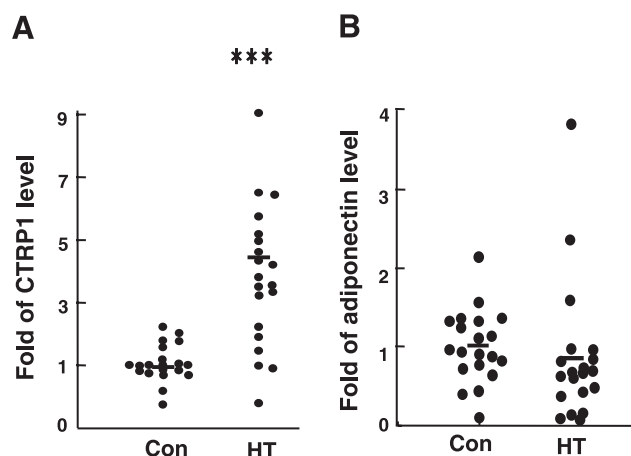 A
B
***
Fold of CTRP1 level
9
7
5
3
1
0
Con
HT
Fold of adiponectin level
4
3
2
1
0
Con
HT